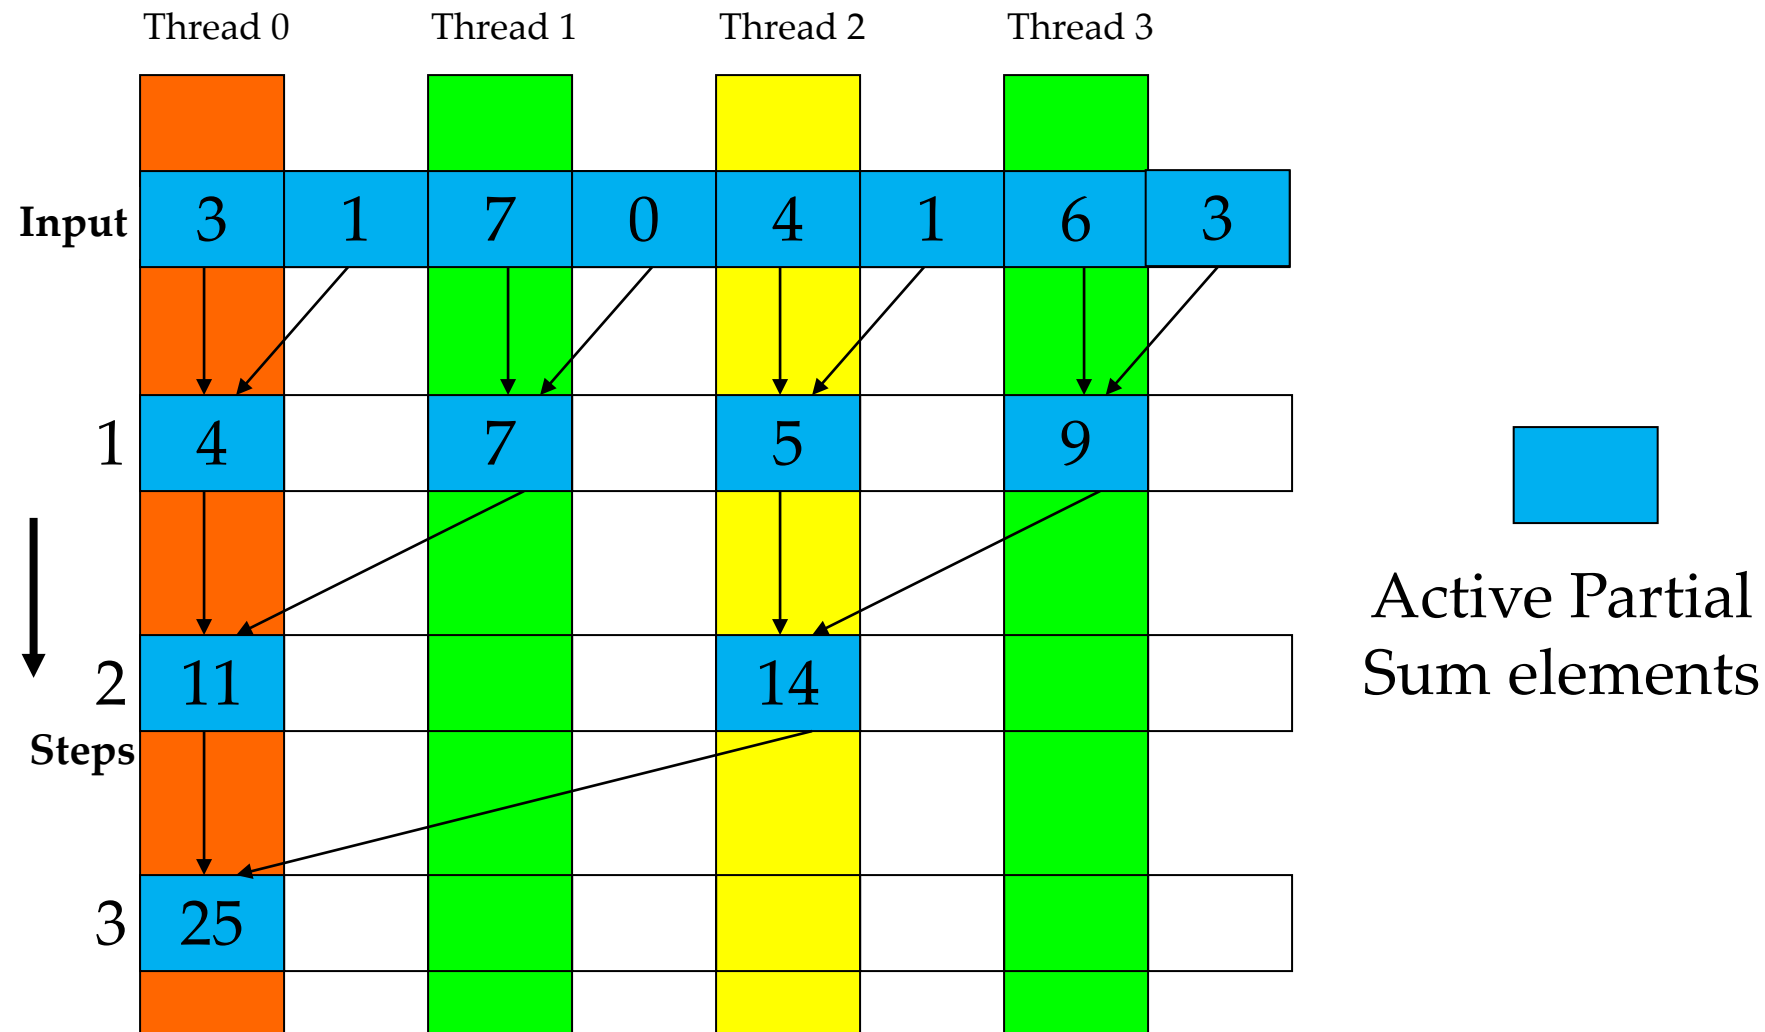 Thread 0 Thread 1 Thread 2 Thread 3
Input 3 1 7 0 4 1 6 3
1 4 7 5 9
2 11 14
Steps
3 25
Active Partial
Sum elements